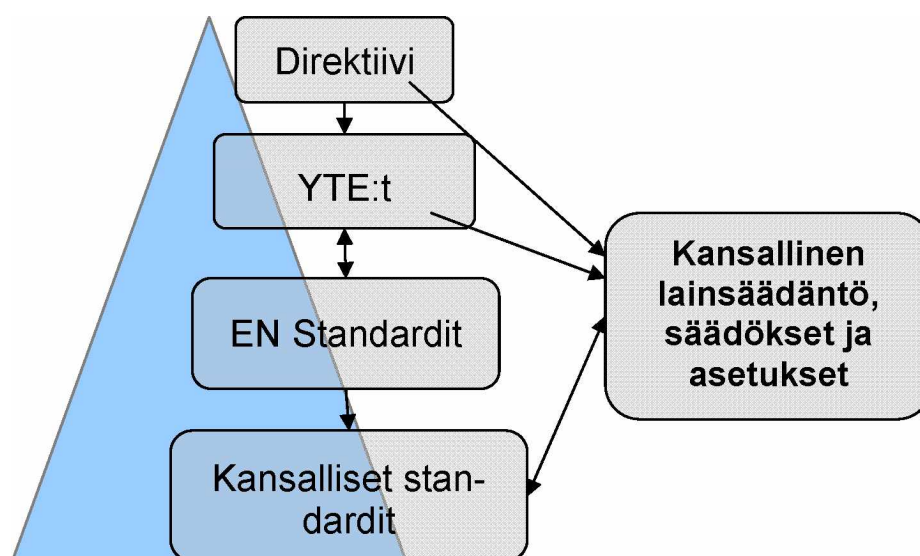 Direktiivi
YTE:t
EN Standardit
Kansalliset stan-
dardit
Kansallinen
lainsäädäntö,
säädökset ja
asetukset